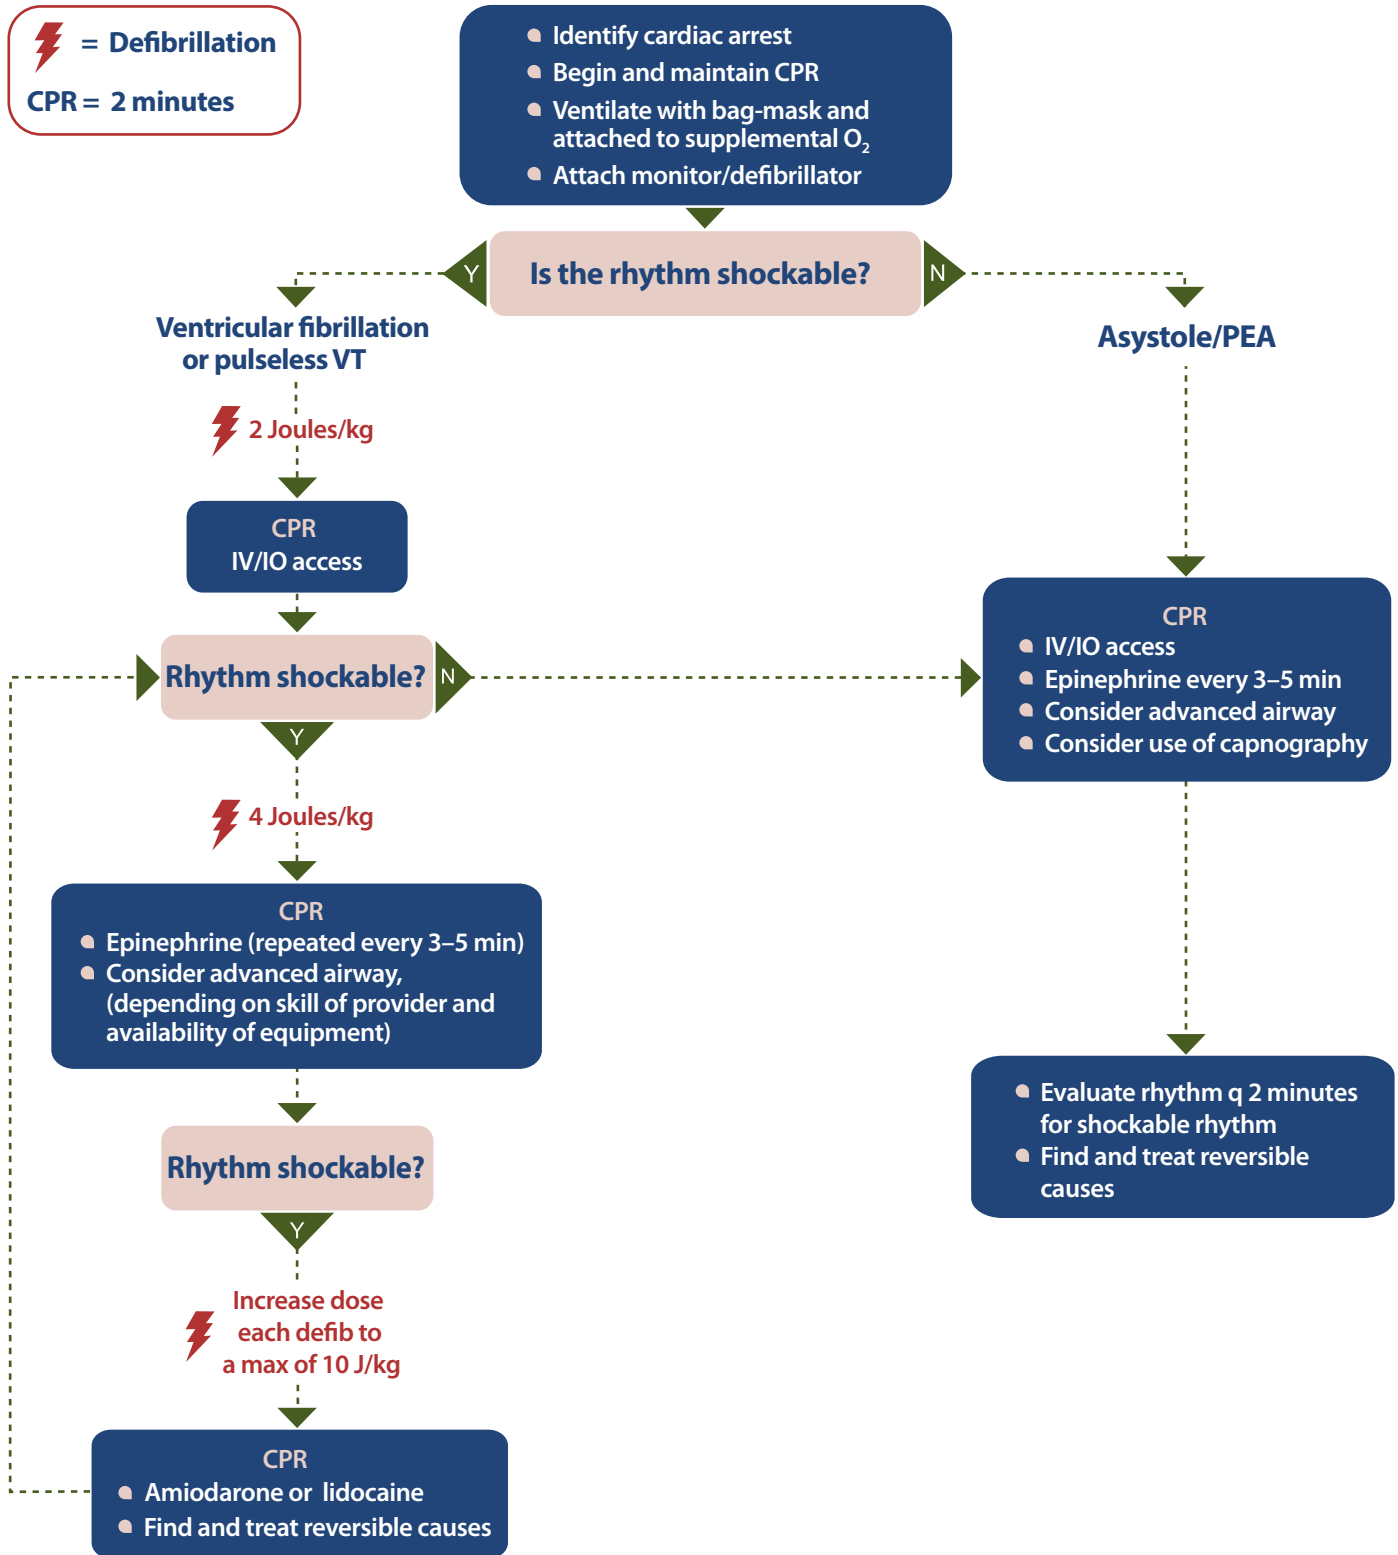 = Defibrillation
CPR = 2 minutes
Identify cardiac arrest
Begin and maintain CPR
Ventilate with bag-mask and
attached to supplemental O₂
Attach monitor/defibrillator
Y
Is the rhythm shockable?
N
Ventricular fibrillation
or pulseless VT
Asystole/PEA
2 Joules/kg
CPR
IV/IO access
Rhythm shockable?
N
Y
CPR
IV/IO access
Epinephrine every 3–5 min
Consider advanced airway
Consider use of capnography
4 Joules/kg
CPR
Epinephrine (repeated every 3–5 min)
Consider advanced airway,
(depending on skill of provider and
availability of equipment)
Rhythm shockable?
Y
Evaluate rhythm q 2 minutes
for shockable rhythm
Find and treat reversible
causes
Increase dose
each defib to
a max of 10 J/kg
CPR
Amiodarone or lidocaine
Find and treat reversible causes